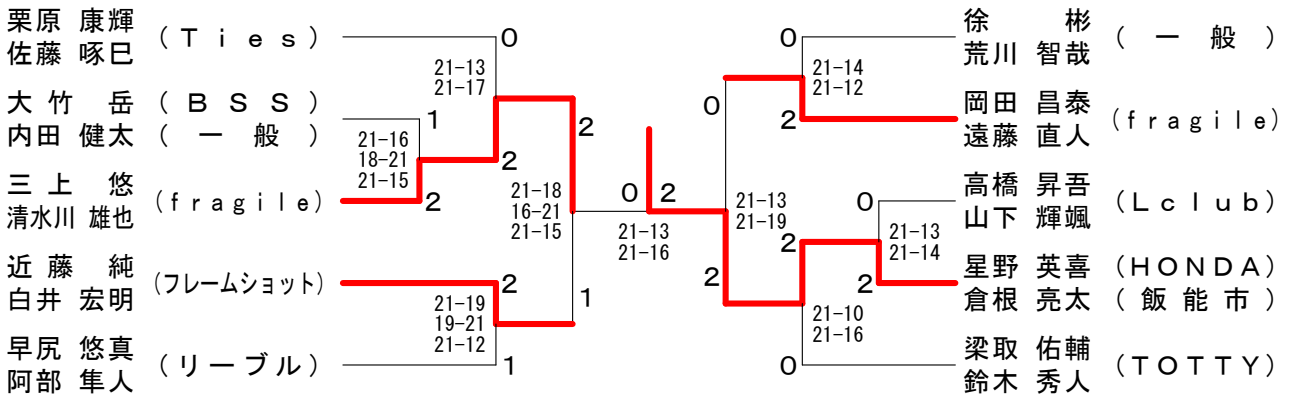 栗原 康輝
佐藤 啄巳
(Ties)
0
21-13
21-17
大竹 岳
内田 健太
(BSS)
(一般)
1
21-16
18-21
21-15
2
2
三上 悠
清水川 雄也
(fragile)
2
21-18
16-21
21-15
近藤 純
白井 宏明
(フレームショット)
2
1
21-19
19-21
21-12
早尻 悠真
阿部 隼人
(リーブル)
1
0
2
21-13
21-16
徐 彬
荒川 智哉
(一般)
0
21-14
21-12
0
岡田 昌泰
遠藤 直人
(fragile)
2
21-13
21-19
高橋 昇吾
山下 輝颯
(Lclub)
0
21-13
21-14
2
2
星野 英喜
倉根 亮太
(HONDA)
(飯能市)
2
21-10
21-16
梁取 佑輔
鈴木 秀人
(TOTTY)
0